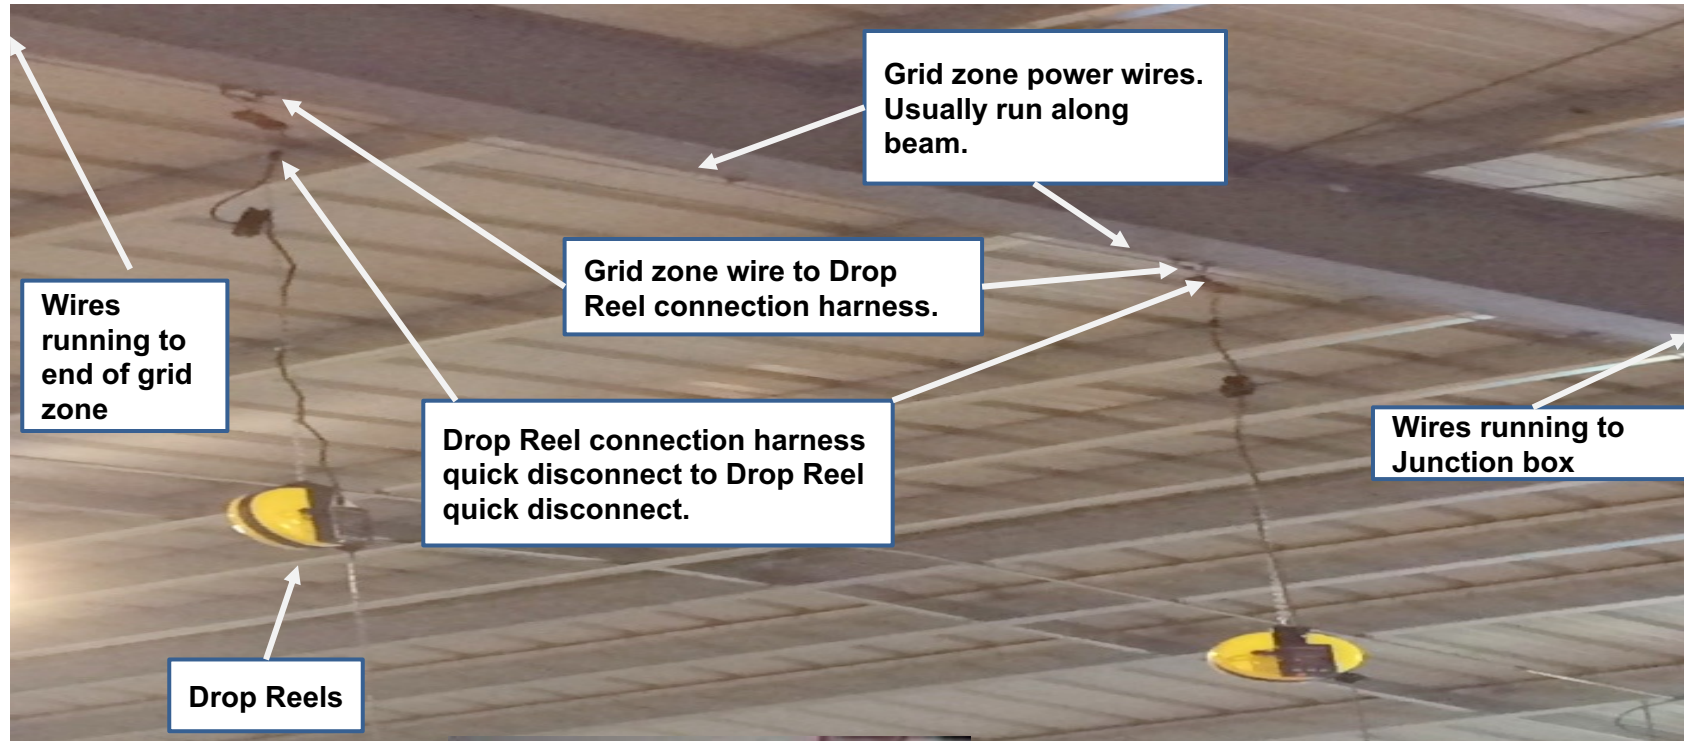 Grid zone power wires.
Usually run along
beam.
Grid zone wire to Drop
Reel connection harness.
Wires
running to
end of grid
zone
Drop Reel connection harness
quick disconnect to Drop Reel
quick disconnect.
Wires running to
Junction box
Drop Reels